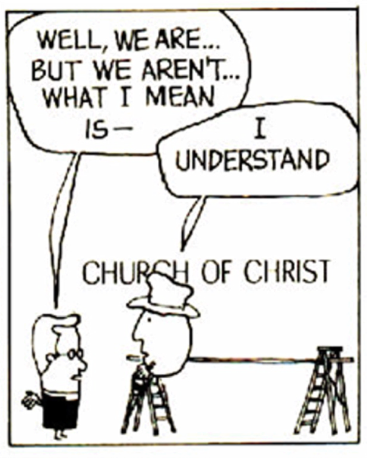 WELL, WE ARE...
BUT WE AREN'T...
WHAT I MEAN
IS—
I
UNDERSTAND
CHURCH OF CHRIST